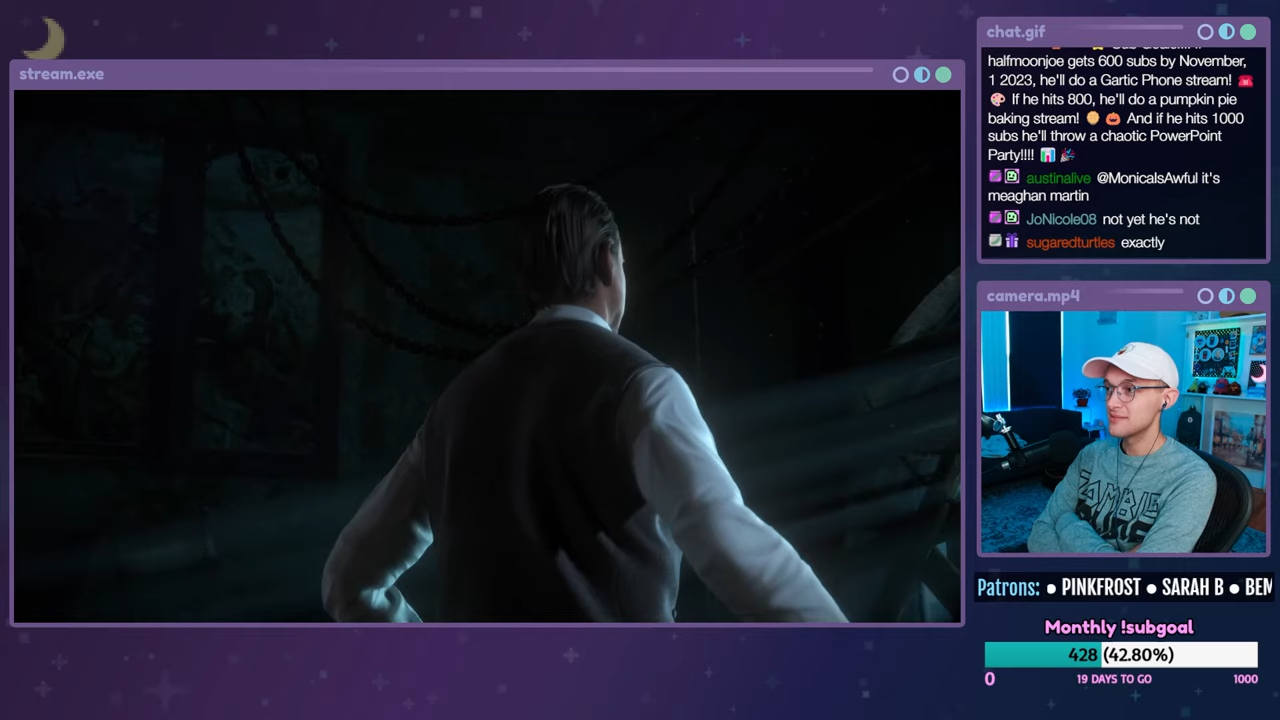 stream.exe
chat.gif
halfmoonjoe gets 600 subs by November,
1 2023, he'll do a Gartic Phone stream!
If he hits 800, he'll do a pumpkin pie
baking stream! And if he hits 1000
subs he'll throw a chaotic PowerPoint
Party!!!!
austinalive @MonicaIsAwful it's
meaghan martin
JoNicole08 not yet he's not
sugaredturtles exactly
camera.mp4
Patrons: ● PINKFROST ● SARAH B ● BEM
Monthly !subgoal
428 (42.80%)
0 19 DAYS TO GO 1000